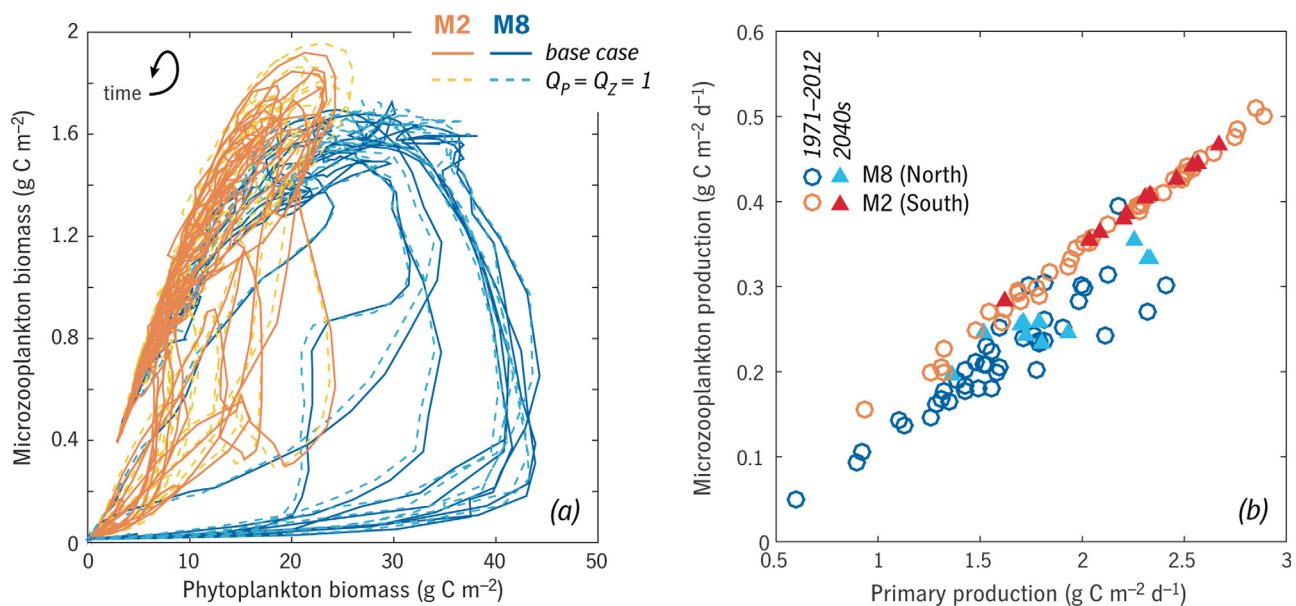 M2 M8
base case
Q_P = Q_Z = 1
time
2
1.6
1.2
0.8
0.4
0
0 10 20 30 40 50
Microzooplankton biomass (g C m⁻²)
Phytoplankton biomass (g C m⁻²)
(a)
1971–2012
2040s
M8 (North)
M2 (South)
0.6
0.5
0.4
0.3
0.2
0.1
0
0.5 1 1.5 2 2.5 3
Microzooplankton production (g C m⁻² d⁻¹)
Primary production (g C m⁻² d⁻¹)
(b)